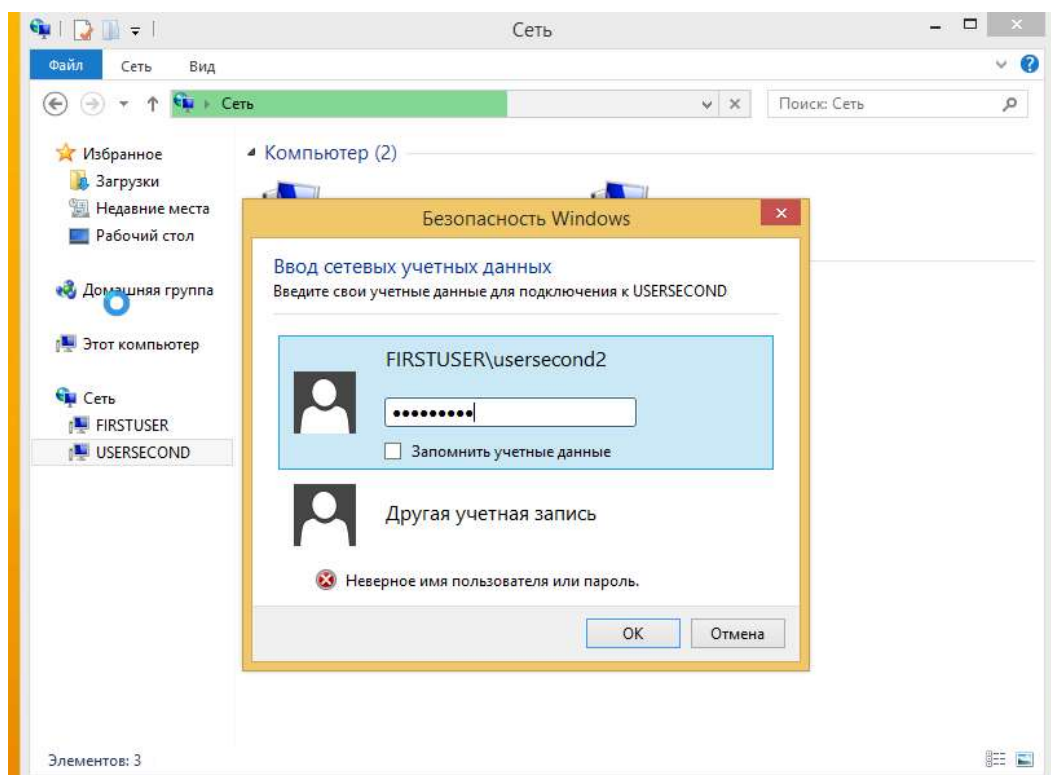 Сеть
Файл Сеть Вид
Сеть
Поиск: Сеть
Избранное
Загрузки
Недавние места
Рабочий стол
Домашняя группа
Этот компьютер
Сеть
FIRSTUSER
USERSECOND
Компьютер (2)
Безопасность Windows
Ввод сетевых учетных данных
Введите свои учетные данные для подключения к USERSECOND
FIRSTUSER\usersecond2
•••••••••
Запомнить учетные данные
Другая учетная запись
Неверное имя пользователя или пароль.
ОК Отмена
Элементов: 3